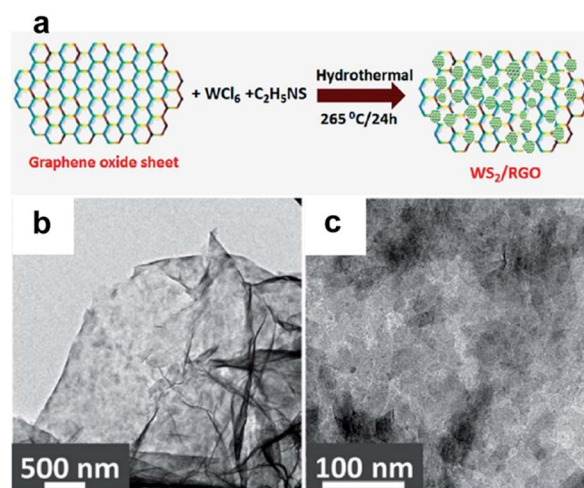 a
+ WCl₆ +C₂H₅NS
Hydrothermal
265 ⁰C/24h
Graphene oxide sheet
WS₂/RGO
b
c
500 nm
100 nm